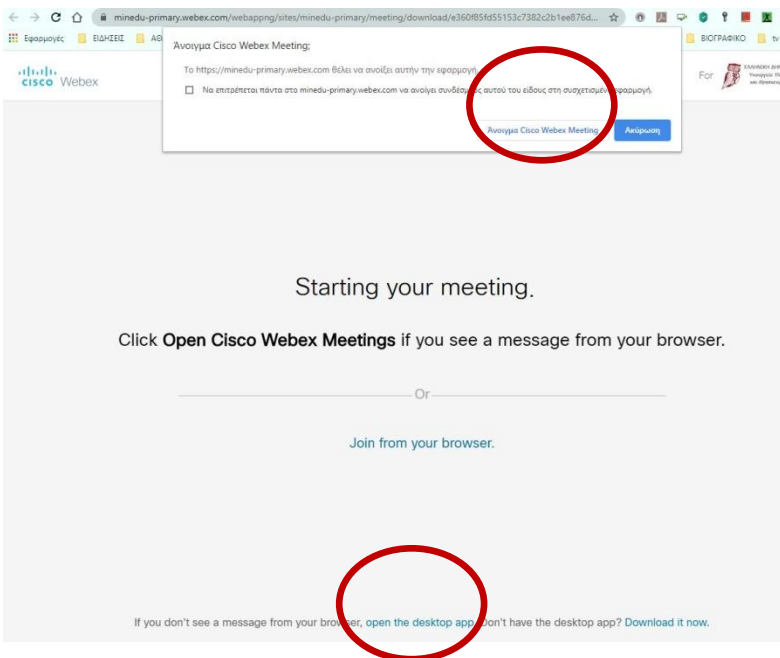 minedu-primary.webex.com/webappng/sites/minedu-primary/meeting/download/e360f85fd55153c7382c2b1ee876d...
Εφαρμογές ΕΙΔΗΣΕΙΣ ΒΙΟΓΡΑΦΙΚΟ tv
Άνοιγμα Cisco Webex Meeting;
Το https://minedu-primary.webex.com θέλει να ανοίξει αυτήν την εφαρμογή.
Να επιτρέπεται πάντα στο minedu-primary.webex.com να ανοίγει συνδέσμους αυτού του είδους στη συσχετισμένη εφαρμογή.
Άνοιγμα Cisco Webex Meeting Ακύρωση
CISCO Webex
For
Starting your meeting.
Click Open Cisco Webex Meetings if you see a message from your browser.
Or
Join from your browser.
If you don't see a message from your browser, open the desktop app. Don't have the desktop app? Download it now.